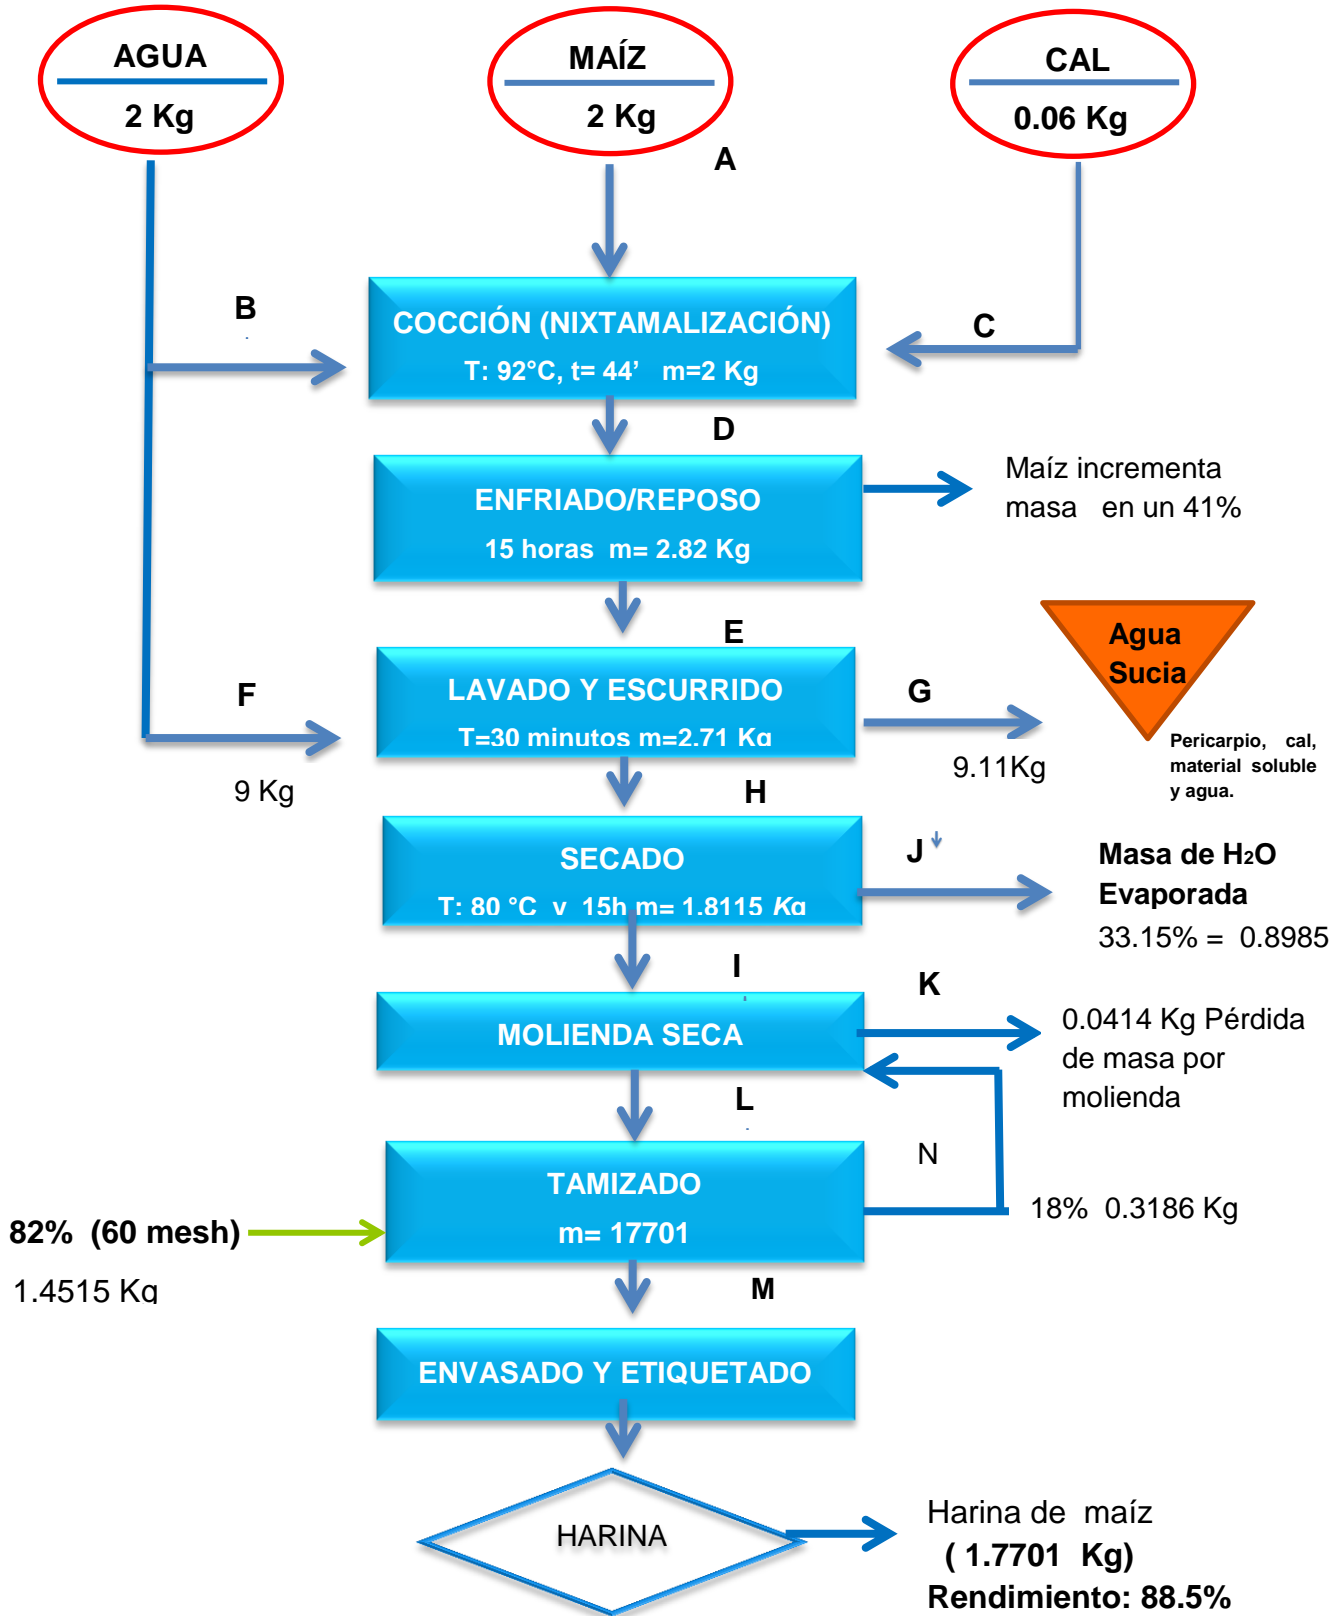 AGUA
2 Kg
MAÍZ
2 Kg
CAL
0.06 Kg
A
B
COCCIÓN (NIXTAMALIZACIÓN)
T: 92°C, t= 44’ m=2 Kg
C
D
ENFRIADO/REPOSO
15 horas m= 2.82 Kg
Maíz incrementa
masa en un 41%
E
F
9 Kg
LAVADO Y ESCURRIDO
T=30 minutos m=2.71 Kg
G
9.11Kg
Agua
Sucia
Pericarpio, cal,
material soluble
y agua.
H
SECADO
T: 80 °C y 15h m= 1.8115 Kg
J
Masa de H2O
Evaporada
33.15% = 0.8985
I
MOLIENDA SECA
K
0.0414 Kg Pérdida
de masa por
molienda
L
TAMIZADO
m= 17701
N
18% 0.3186 Kg
82% (60 mesh)
1.4515 Kg
M
ENVASADO Y ETIQUETADO
HARINA
Harina de maíz
( 1.7701 Kg)
Rendimiento: 88.5%